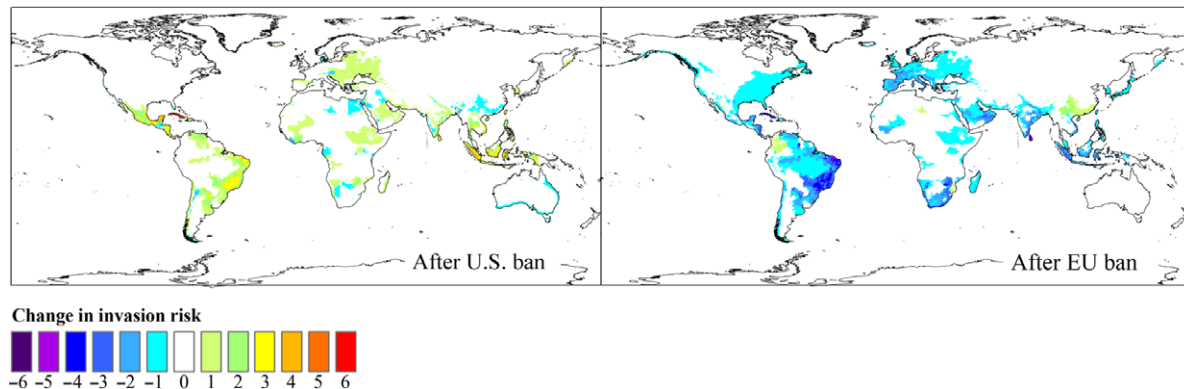 After U.S. ban
After EU ban
Change in invasion risk
−6 −5 −4 −3 −2 −1 0 1 2 3 4 5 6